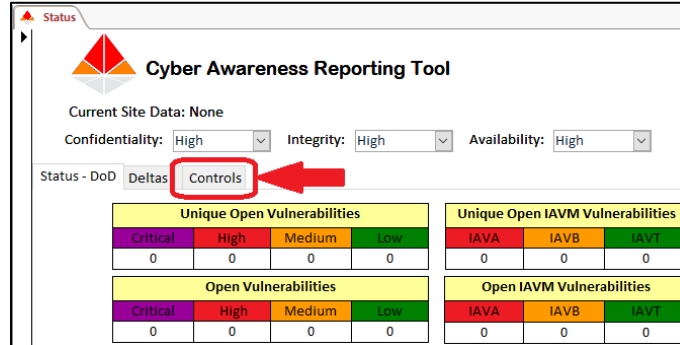 Status
Cyber Awareness Reporting Tool
Current Site Data: None
Confidentiality: High Integrity: High Availability: High
Status - DoD Deltas Controls
Unique Open Vulnerabilities Unique Open IAVM Vulnerabilities
Critical High Medium Low IAVA IAVB IAVT
0 0 0 0 0 0 0
Open Vulnerabilities Open IAVM Vulnerabilities
Critical High Medium Low IAVA IAVB IAVT
0 0 0 0 0 0 0